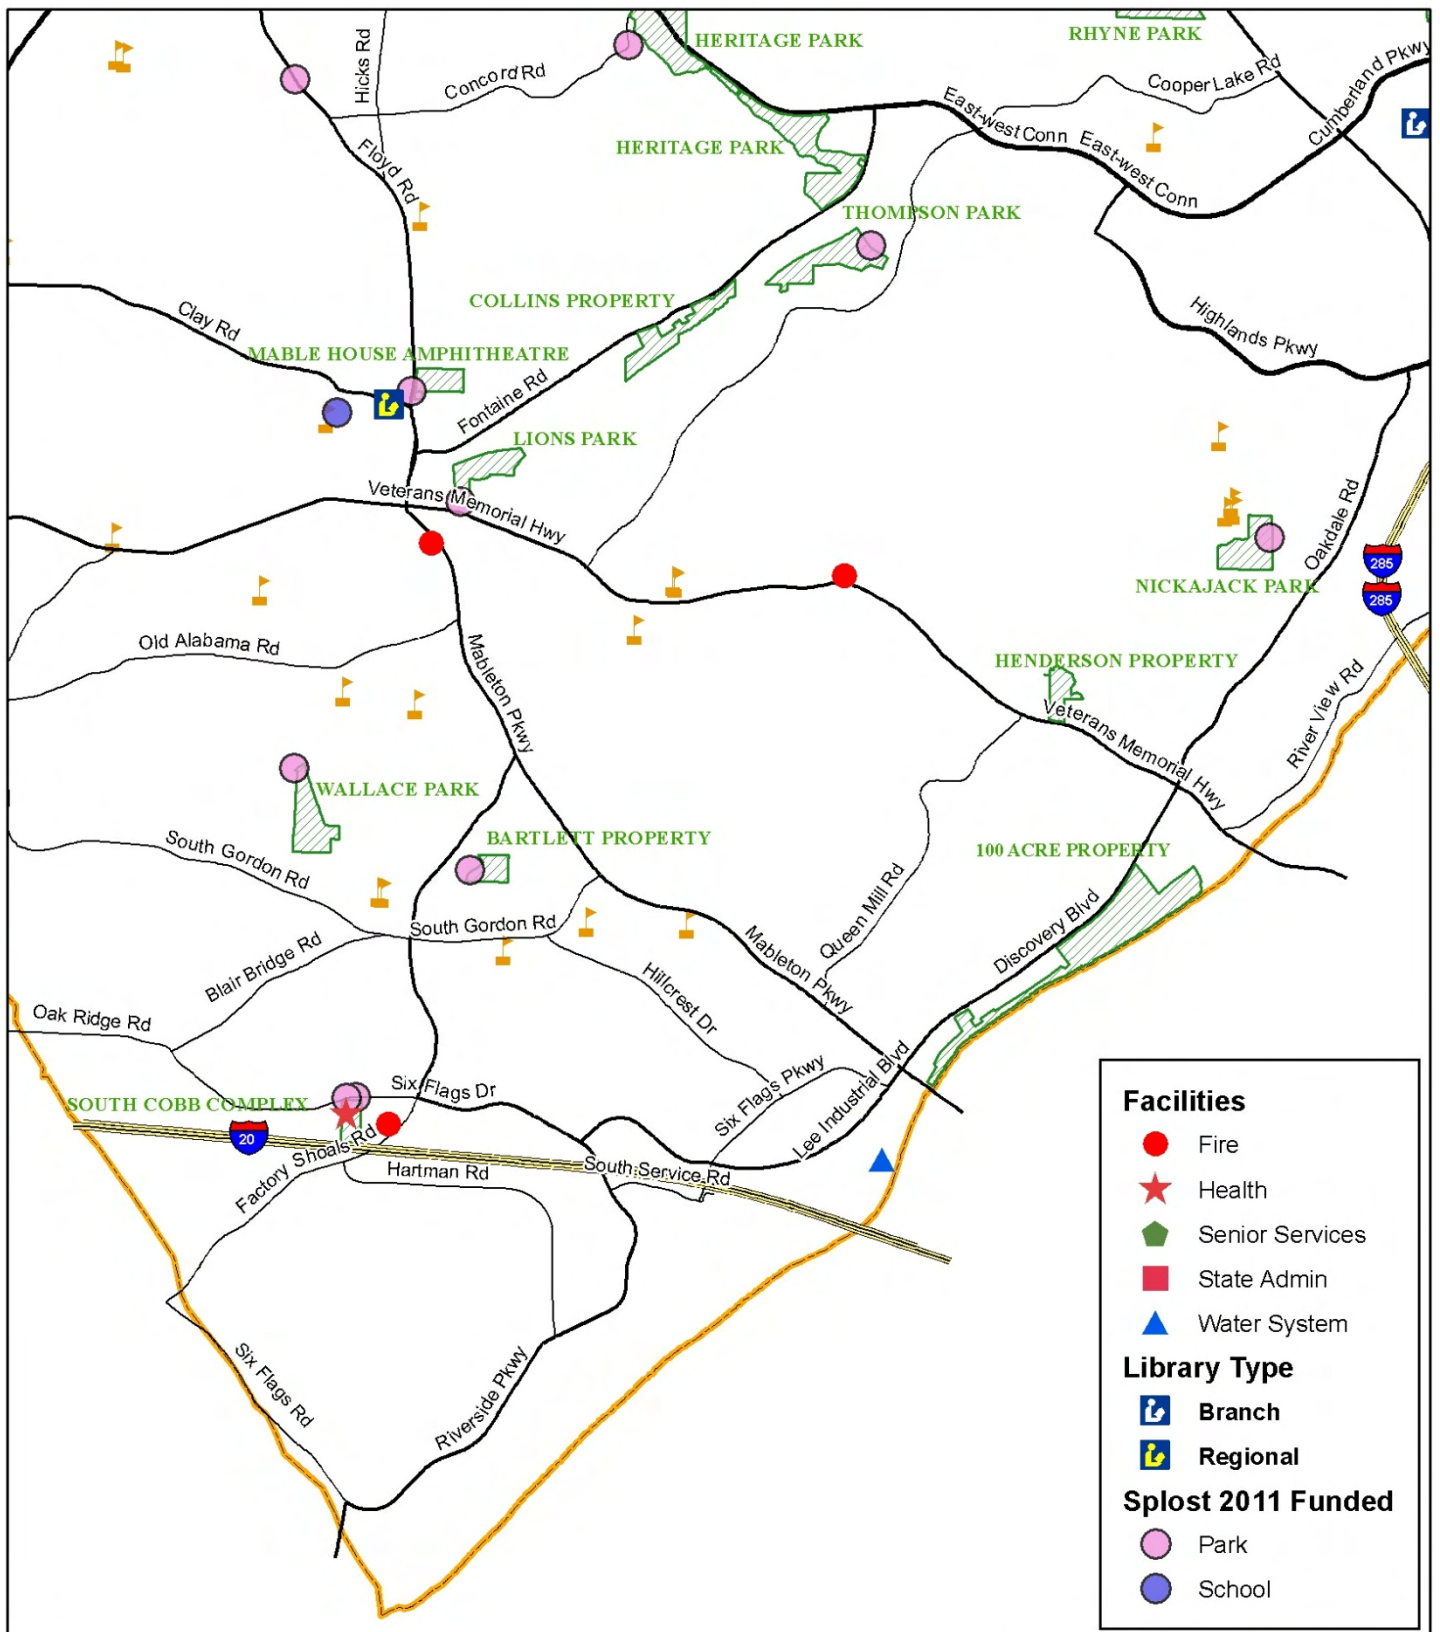 HERITAGE PARK
RHYNE PARK
Hicks Rd
Concord Rd
Cooper Lake Rd
Cumberland Pkwy
East-west Conn
East-west Conn
HERITAGE PARK
Floyd Rd
THOMPSON PARK
COLLINS PROPERTY
Clay Rd
Highlands Pkwy
MABLE HOUSE AMPHITHEATRE
Fontaine Rd
LIONS PARK
Veterans Memorial Hwy
Oakdale Rd
285
285
NICKAJACK PARK
Old Alabama Rd
Mableton Pkwy
HENDERSON PROPERTY
Veterans Memorial Hwy
River View Rd
WALLACE PARK
BARTLETT PROPERTY
100 ACRE PROPERTY
South Gordon Rd
South Gordon Rd
Queen Mill Rd
Discovery Blvd
Blair Bridge Rd
Mableton Pkwy
Hillcrest Dr
Oak Ridge Rd
Six Flags Dr
Six Flags Pkwy
Lee Industrial Blvd
SOUTH COBB COMPLEX
20
Factory Shoals Rd
Hartman Rd
South Service Rd
Six Flags Rd
Riverside Pkwy
Facilities
Fire
Health
Senior Services
State Admin
Water System
Library Type
Branch
Regional
Splost 2011 Funded
Park
School